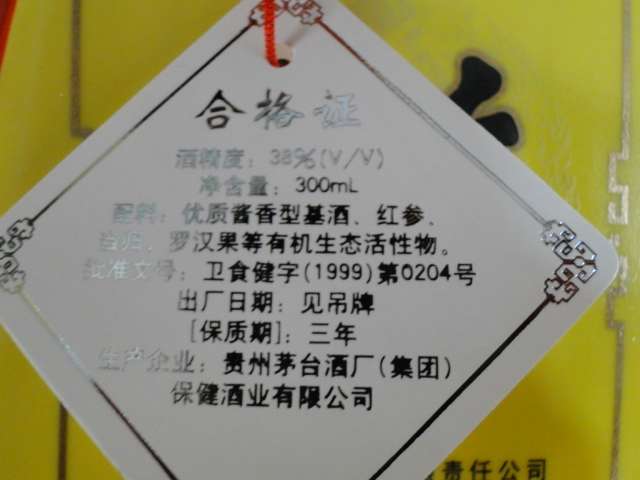 合格证
酒精度：38%(V/V)
净含量：300mL
配料：优质酱香型基酒、红参、
当归、罗汉果等有机生态活性物。
批准文号：卫食健字(1999)第0204号
出厂日期：见吊牌
[保质期]：三年
生产企业：贵州茅台酒厂(集团)
保健酒业有限公司
责任公司